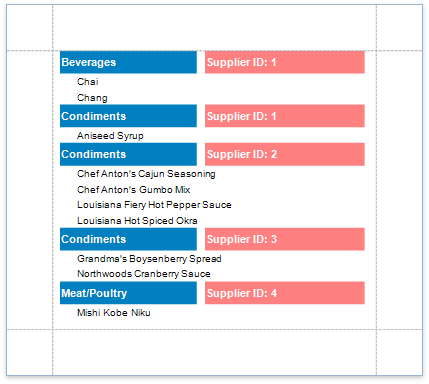 Beverages Supplier ID: 1
Chai
Chang
Condiments Supplier ID: 1
Aniseed Syrup
Condiments Supplier ID: 2
Chef Anton's Cajun Seasoning
Chef Anton's Gumbo Mix
Louisiana Fiery Hot Pepper Sauce
Louisiana Hot Spiced Okra
Condiments Supplier ID: 3
Grandma's Boysenberry Spread
Northwoods Cranberry Sauce
Meat/Poultry Supplier ID: 4
Mishi Kobe Niku